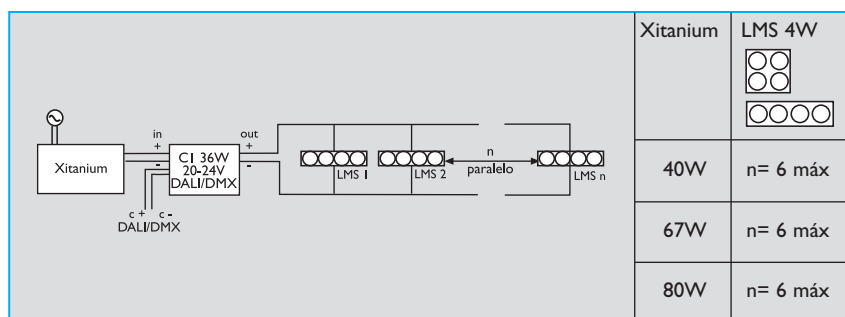 Xitanium
in
+
-
C1 36W
20-24V
DALI/DMX
out
+
-
c + c -
DALI/DMX
LMS 1
LMS 2
n
paralelo
LMS n
Xitanium LMS 4W
40W n= 6 máx
67W n= 6 máx
80W n= 6 máx